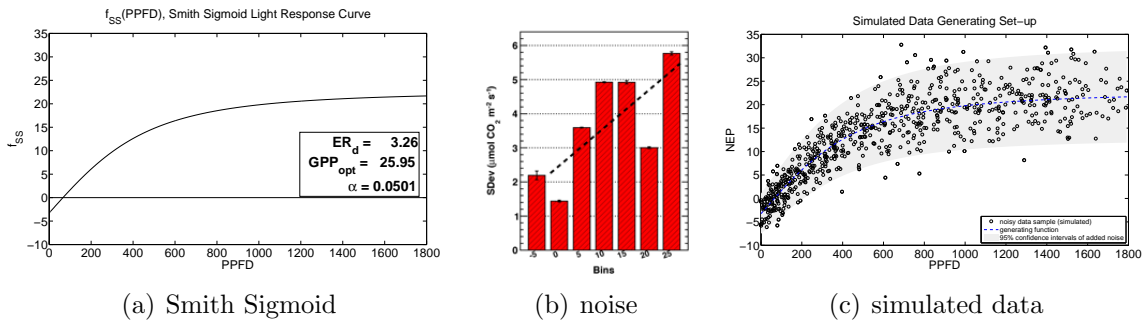 f_SS(PPFD), Smith Sigmoid Light Response Curve
35
30
25
20
15
10
5
0
−5
−10
f_SS
ER_d = 3.26
GPP_opt = 25.95
α = 0.0501
0 200 400 600 800 1000 1200 1400 1600 1800
PPFD
(a) Smith Sigmoid
6
5
4
3
2
1
0
SDev (μmol CO_2 m^-2 s^-1)
-5 0 5 10 15 20 25
Bins
(b) noise
Simulated Data Generating Set−up
35
30
25
20
15
10
5
0
−5
−10
NEP
noisy data sample (simulated)
generating function
95% confidence intervals of added noise
0 200 400 600 800 1000 1200 1400 1600 1800
PPFD
(c) simulated data